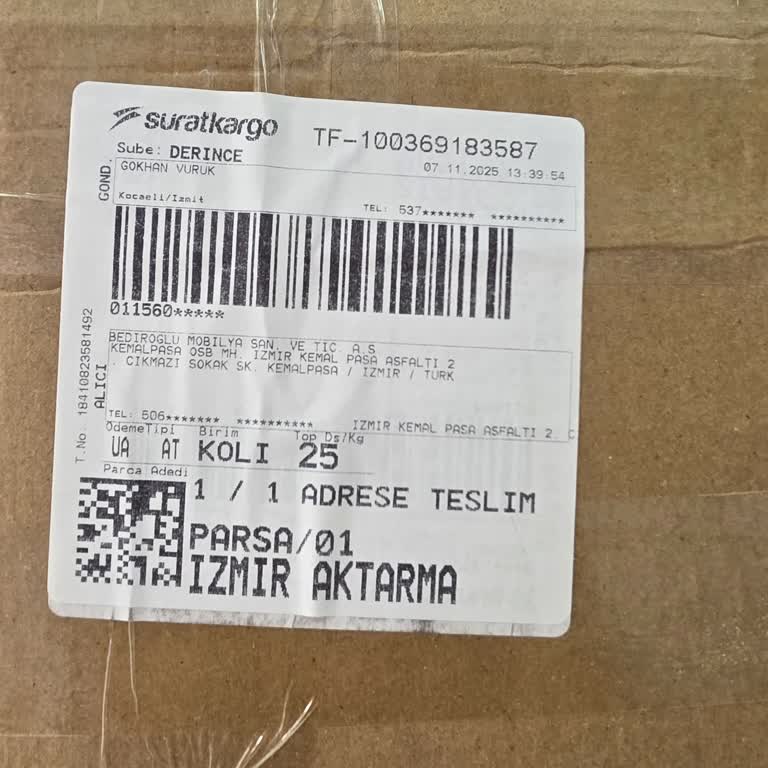 suratkargo
TF-100369183587
Sube: DERINCE
07.11.2025 13:39:54
GOND.
GOKHAN VURUK
Kocaeli/Izmit
TEL: 537******* **********
011560*****
T.No: 18410823581492
ALICI
BEDIROGLU MOBILYA SAN. VE TIC. A.S
KEMALPASA OSB MH. IZMIR KEMAL PASA ASFALTI 2
. CIKMAZI SOKAK SK. KEMALPASA / IZMIR / TURK
TEL: 506******* **********
IZMIR KEMAL PASA ASFALTI 2. C
OdemeTipi Birim Top Ds/Kg
UA AT KOLI 25
Parca Adedi
1 / 1 ADRESE TESLIM
PARSA/01
IZMIR AKTARMA